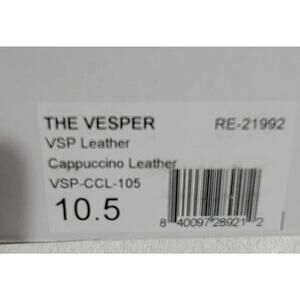 THE VESPER RE-21992
VSP Leather
Cappuccino Leather
VSP-CCL-105
10.5
8 40097 28921 2